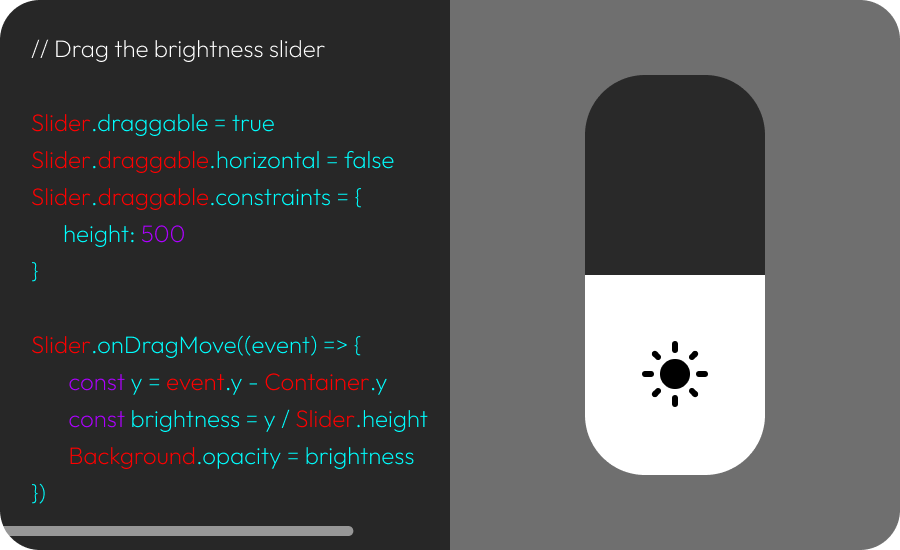 // Drag the brightness slider
Slider.draggable = true
Slider.draggable.horizontal = false
Slider.draggable.constraints = {
height: 500
}
Slider.onDragMove((event) => {
const y = event.y - Container.y
const brightness = y / Slider.height
Background.opacity = brightness
})